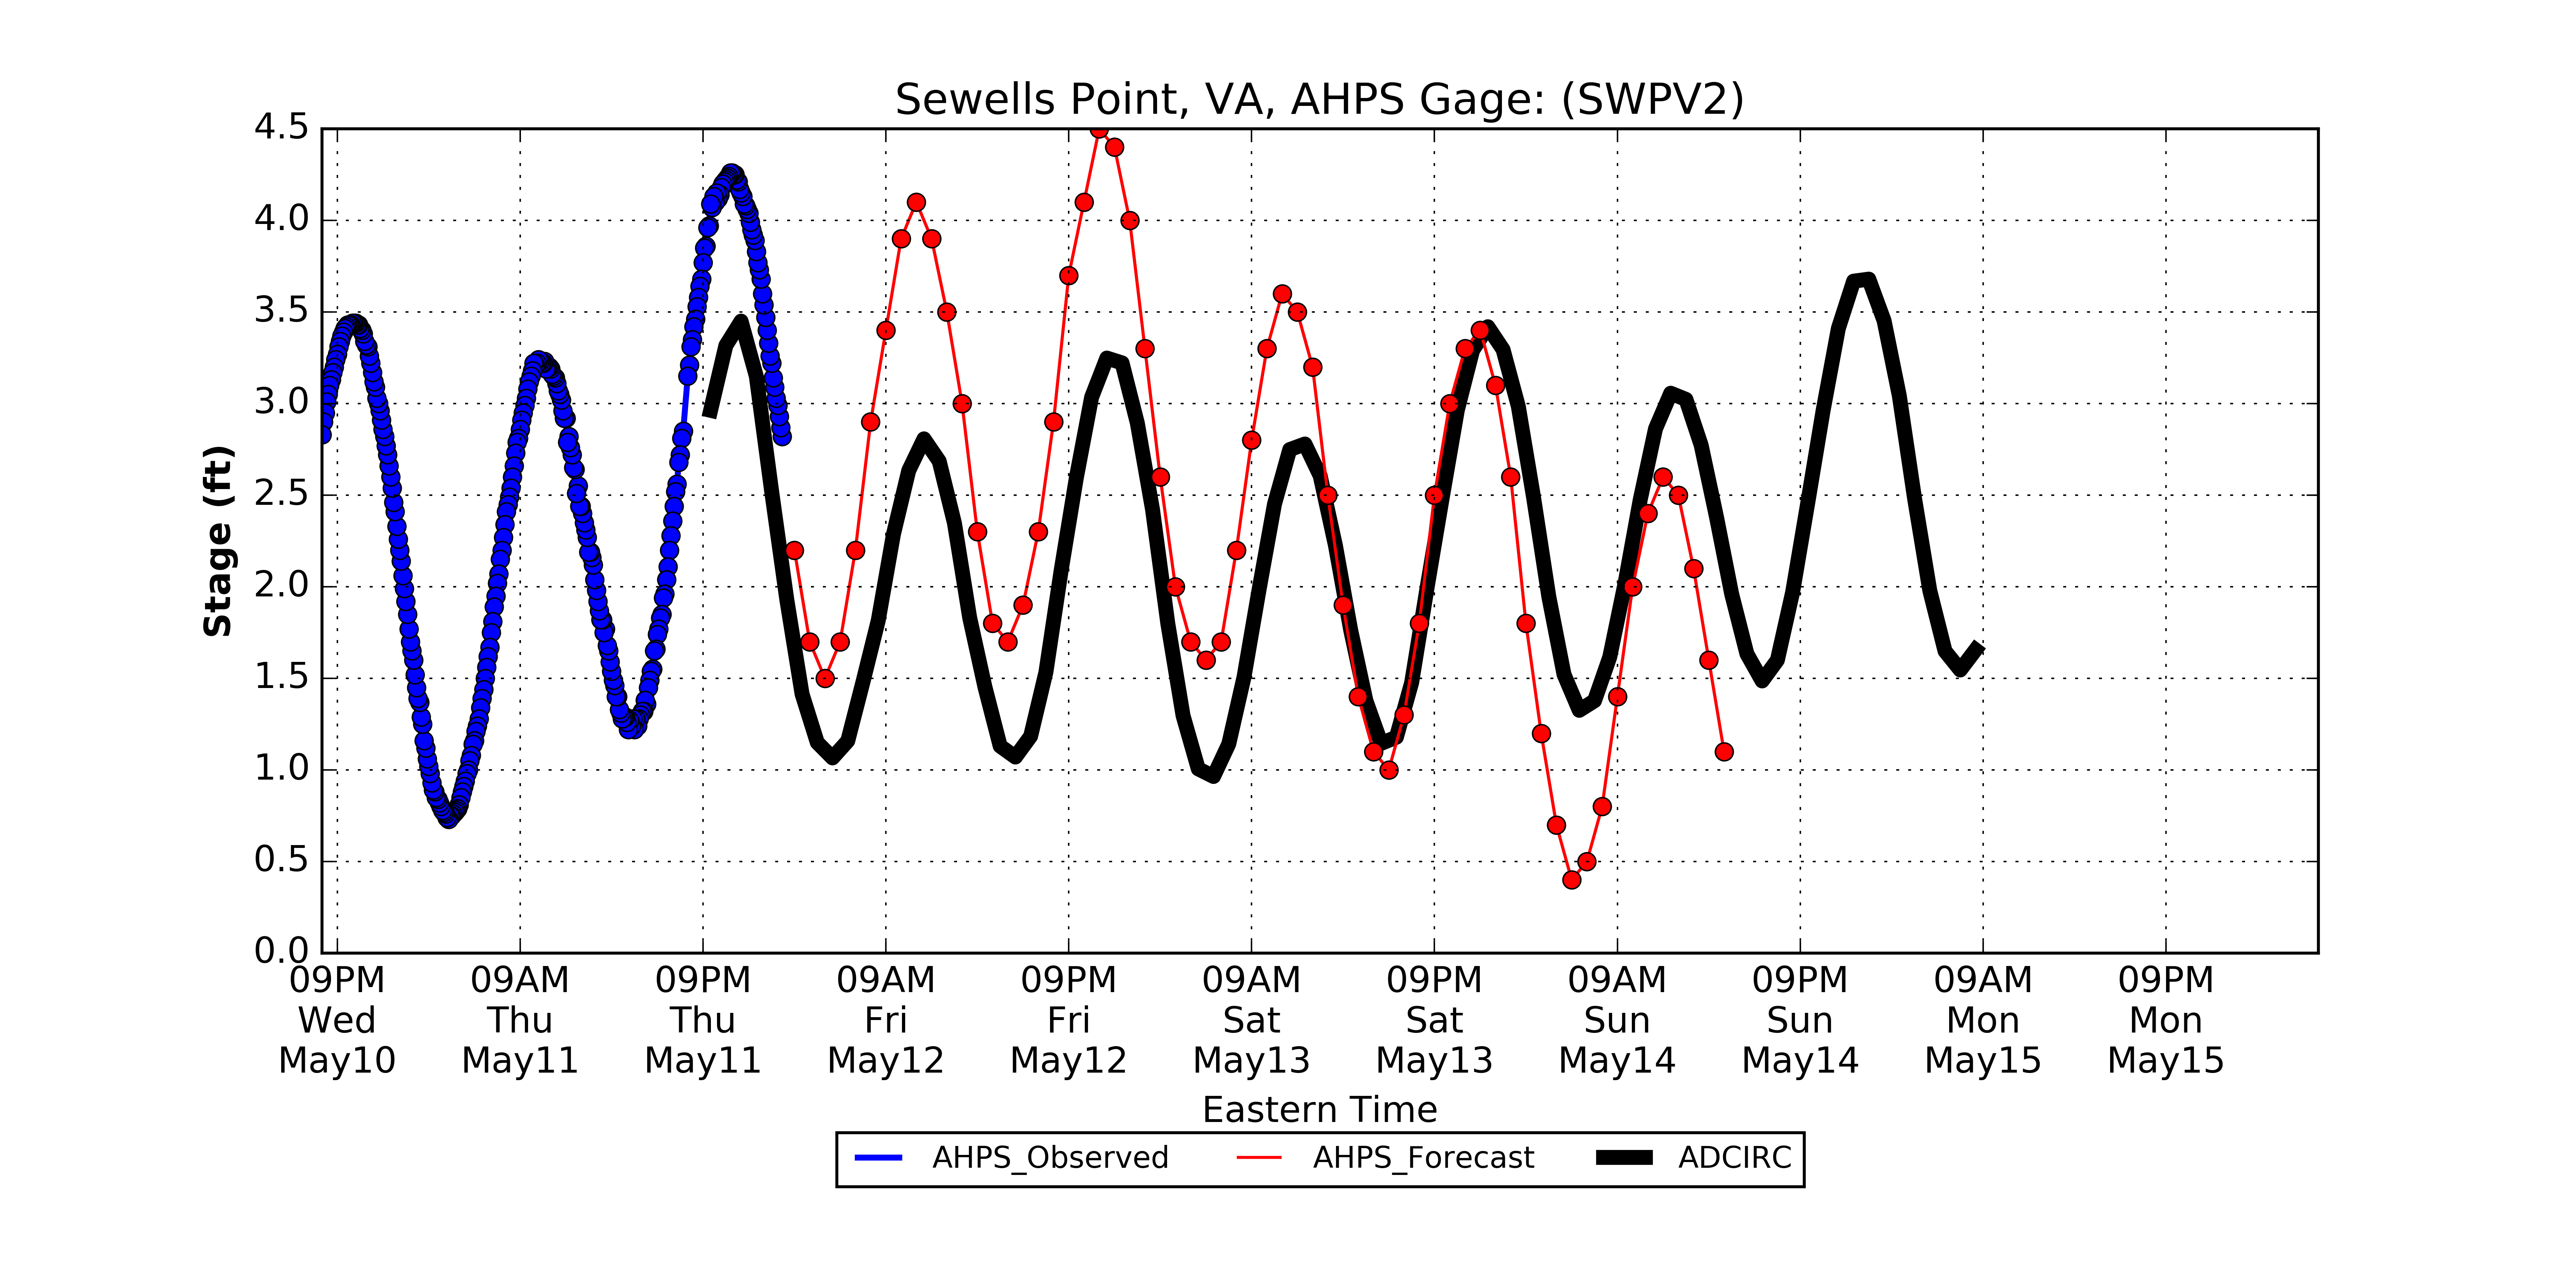 Sewells Point, VA, AHPS Gage: (SWPV2)
4.5
4.0
3.5
3.0
2.5
2.0
1.5
1.0
0.5
0.0
Stage (ft)
09PM 09AM 09PM 09AM 09PM 09AM 09PM 09AM 09PM 09AM 09PM
Wed Thu Thu Fri Fri Sat Sat Sun Sun Mon Mon
May10 May11 May11 May12 May12 May13 May13 May14 May14 May15 May15
Eastern Time
AHPS_Observed AHPS_Forecast ADCIRC